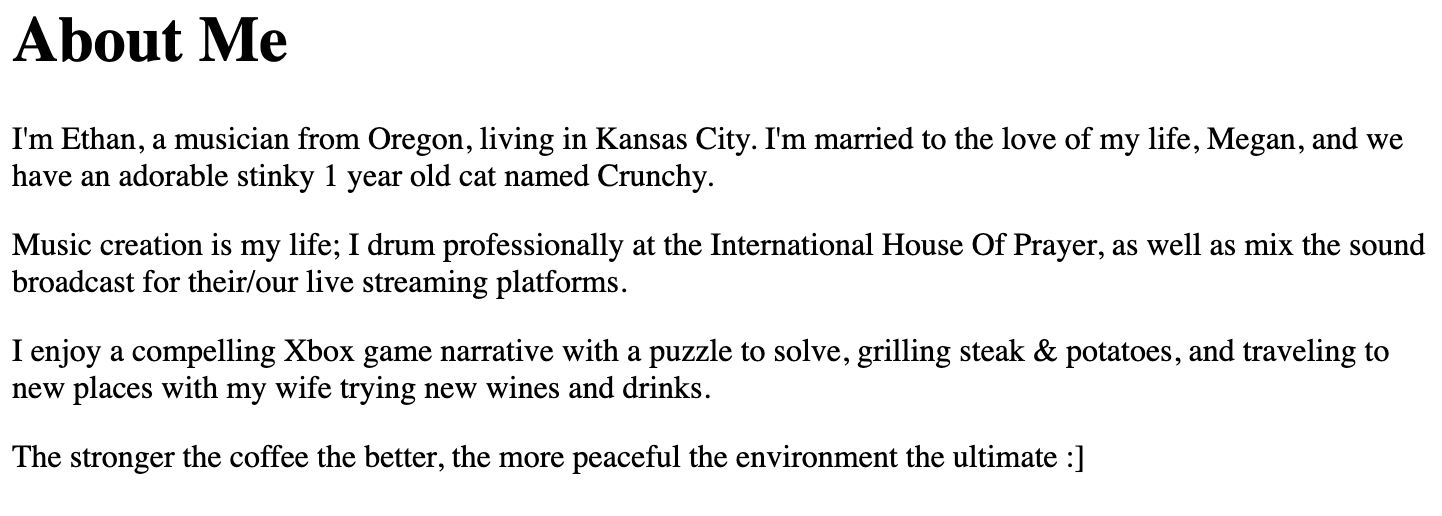 About Me
I'm Ethan, a musician from Oregon, living in Kansas City. I'm married to the love of my life, Megan, and we
have an adorable stinky 1 year old cat named Crunchy.
Music creation is my life; I drum professionally at the International House Of Prayer, as well as mix the sound
broadcast for their/our live streaming platforms.
I enjoy a compelling Xbox game narrative with a puzzle to solve, grilling steak & potatoes, and traveling to
new places with my wife trying new wines and drinks.
The stronger the coffee the better, the more peaceful the environment the ultimate :]